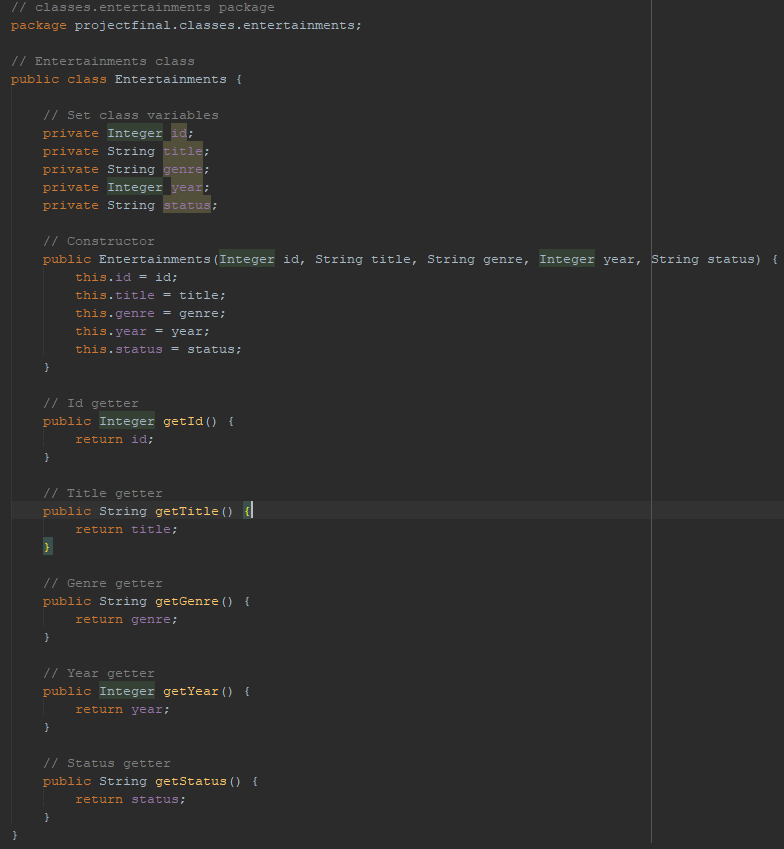 // classes.entertainments package
package projectfinal.classes.entertainments;
// Entertainments class
public class Entertainments {
// Set class variables
private Integer id;
private String title;
private String genre;
private Integer year;
private String status;
// Constructor
public Entertainments(Integer id, String title, String genre, Integer year, String status) {
this.id = id;
this.title = title;
this.genre = genre;
this.year = year;
this.status = status;
}
// Id getter
public Integer getId() {
return id;
}
// Title getter
public String getTitle() {
return title;
}
// Genre getter
public String getGenre() {
return genre;
}
// Year getter
public Integer getYear() {
return year;
}
// Status getter
public String getStatus() {
return status;
}
}